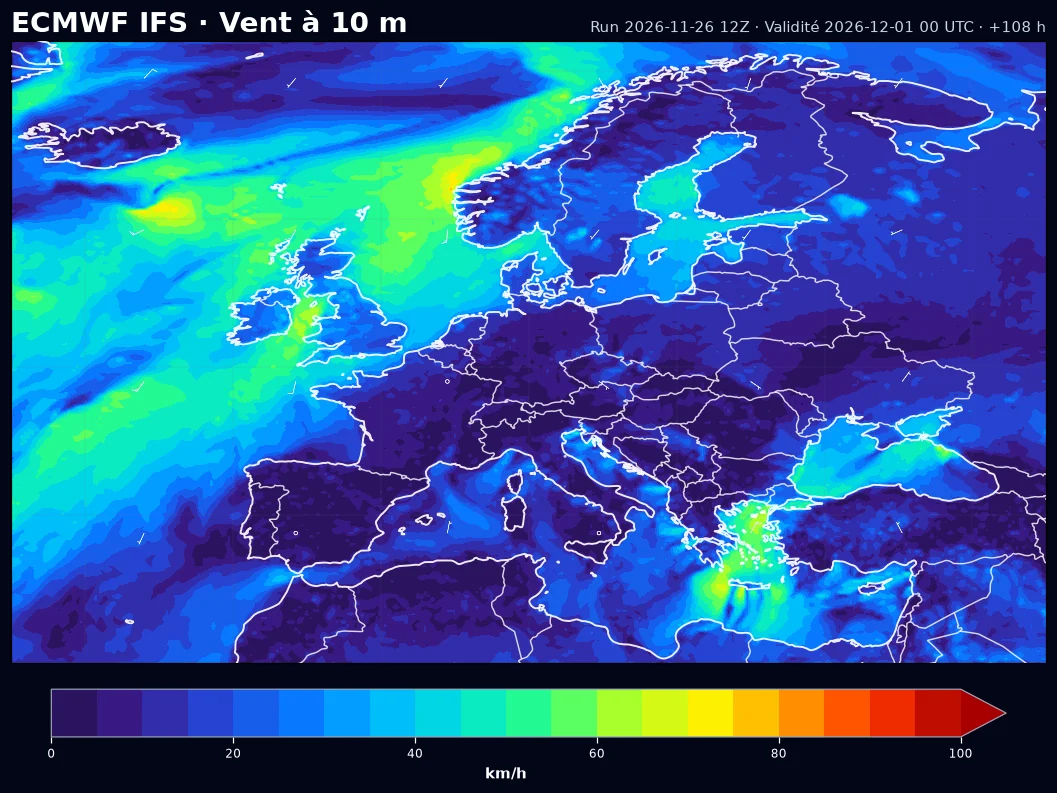 ECMWF IFS · Vent à 10 m
Run 2026-11-26 12Z · Validité 2026-12-01 00 UTC · +108 h
0 20 40 60 80 100
km/h